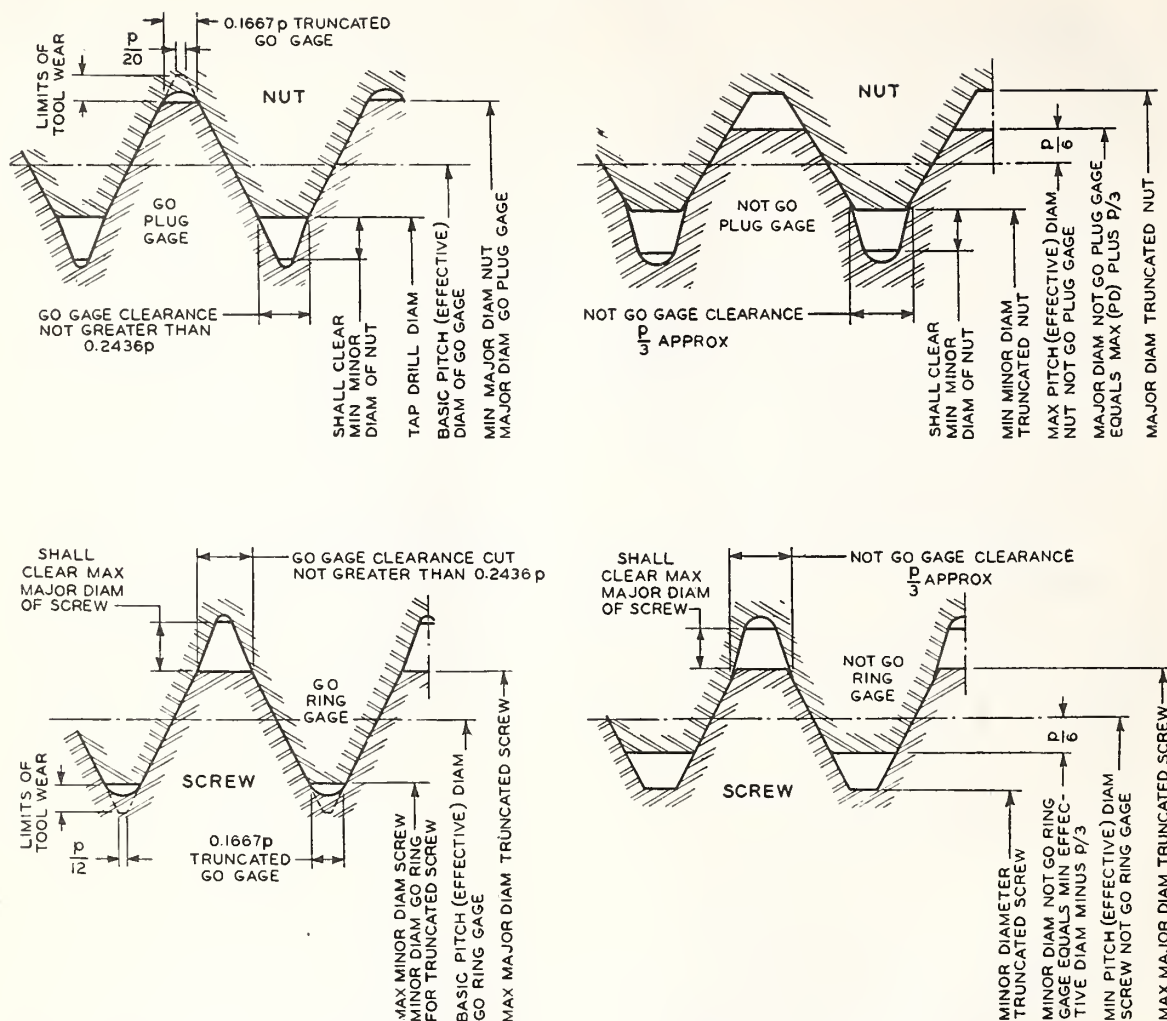 0.1667p TRUNCATED
GO GAGE
p
20
LIMITS OF
TOOL WEAR
NUT
GO
PLUG
GAGE
GO GAGE CLEARANCE
NOT GREATER THAN
0.2436p
SHALL CLEAR
MIN MINOR
DIAM OF NUT
TAP DRILL DIAM
BASIC PITCH (EFFECTIVE)
DIAM OF GO GAGE
MIN MAJOR DIAM NUT
MAJOR DIAM GO PLUG GAGE
NUT
p
6
NOT GO
PLUG GAGE
NOT GO GAGE CLEARANCE
p
3 APPROX
SHALL CLEAR
MIN MINOR
DIAM OF NUT
MIN MINOR DIAM
TRUNCATED NUT
MAX PITCH (EFFECTIVE) DIAM
NUT NOT GO PLUG GAGE
MAJOR DIAM NOT GO PLUG GAGE
EQUALS MAX (PD) PLUS P/3
MAJOR DIAM TRUNCATED NUT
SHALL
CLEAR MAX
MAJOR DIAM
OF SCREW
GO GAGE CLEARANCE CUT
NOT GREATER THAN 0.2436p
GO
RING
GAGE
LIMITS OF
TOOL WEAR
SCREW
p
12
0.1667p
TRUNCATED
GO GAGE
MAX MINOR DIAM SCREW
MINOR DIAM GO RING
FOR TRUNCATED SCREW
BASIC PITCH (EFFECTIVE) DIAM
GO RING GAGE
MAX MAJOR DIAM TRUNCATED SCREW
SHALL
CLEAR MAX
MAJOR DIAM
OF SCREW
NOT GO GAGE CLEARANCE
p
3 APPROX
NOT GO
RING
GAGE
p
6
SCREW
MINOR DIAMETER
TRUNCATED SCREW
MINOR DIAM NOT GO RING
GAGE EQUALS MIN EFFEC-
TIVE DIAM MINUS P/3
MIN PITCH (EFFECTIVE) DIAM
SCREW NOT GO RING GAGE
MAX MAJOR DIAM TRUNCATED SCREW